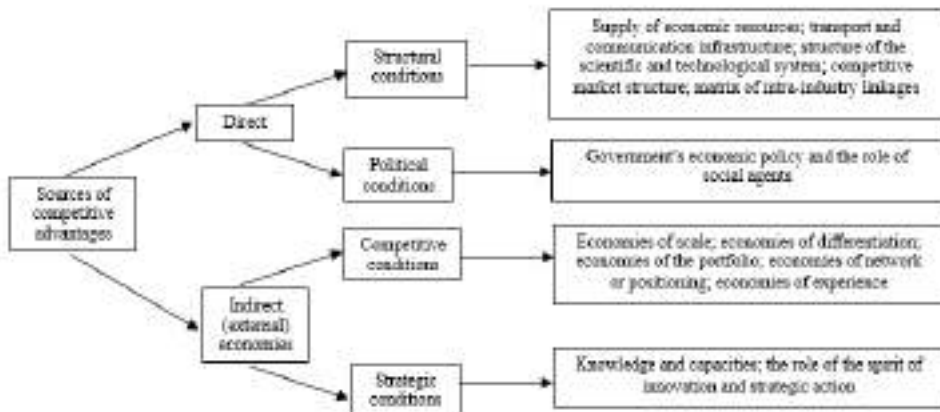 Sources of
competitive
advantages
Direct
Structural
conditions
Supply of economic resources; transport and
communication infrastructure; structure of the
scientific and technological system; competitive
market structure; matrix of intra-industry linkages
Political
conditions
Government's economic policy and the role of
social agents
Indirect
(external)
economies
Competitive
conditions
Economies of scale; economies of differentiation;
economies of the portfolio; economies of network
or positioning; economies of experience
Strategic
conditions
Knowledge and capacities; the role of the spirit of
innovation and strategic action